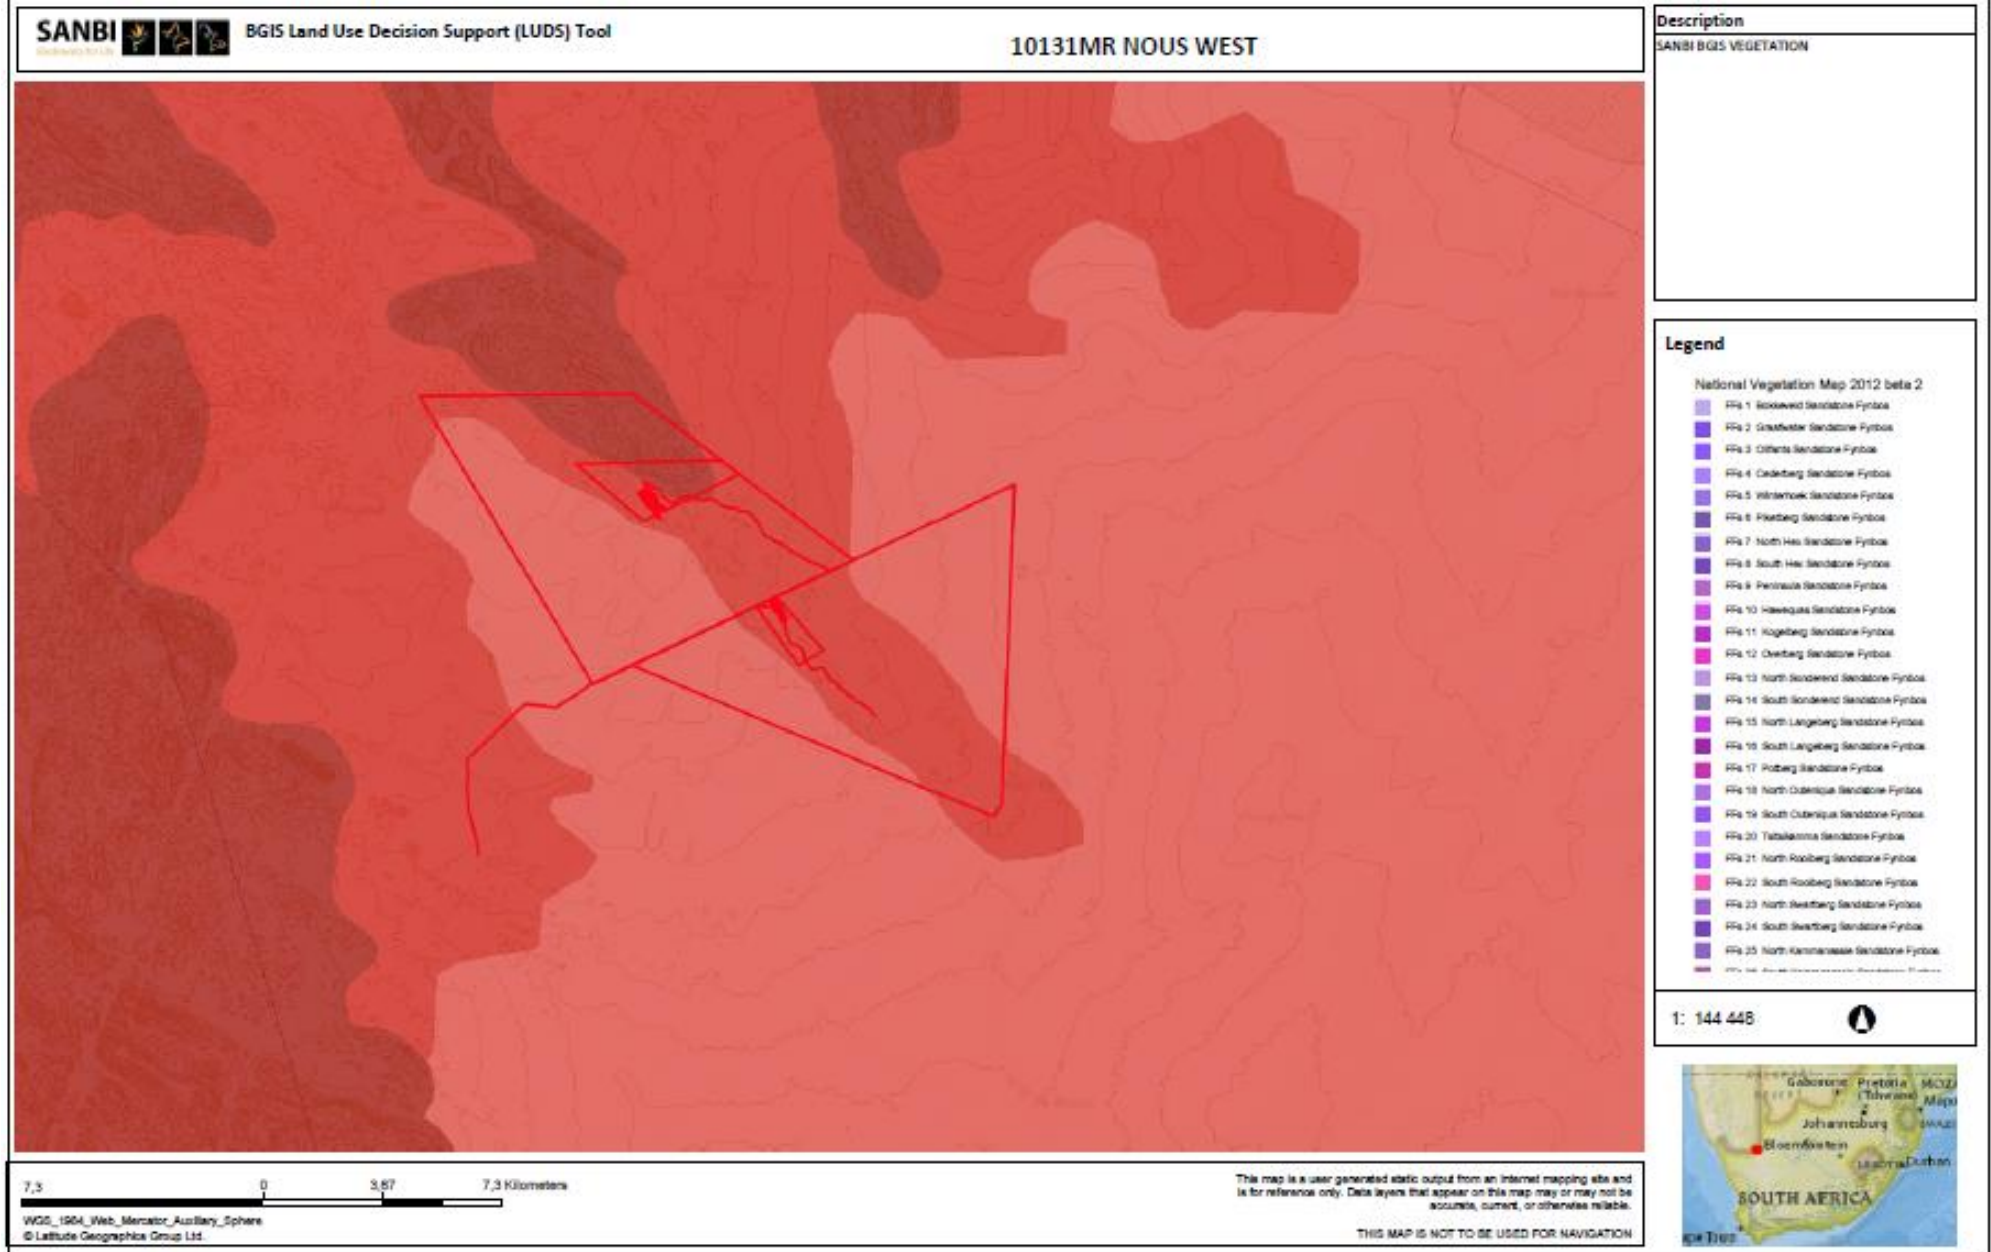 SANBI
BGIS Land Use Decision Support (LUDS) Tool
10131MR NOUS WEST
Description
SANBI BGIS VEGETATION
Legend
National Vegetation Map 2012 beta 2
FFs 1 Bokkeveld Sandstone Fynbos
FFs 2 Graafwater Sandstone Fynbos
FFs 3 Olifants Sandstone Fynbos
FFs 4 Cederberg Sandstone Fynbos
FFs 5 Winterhoek Sandstone Fynbos
FFs 6 Piketberg Sandstone Fynbos
FFs 7 North Hex Sandstone Fynbos
FFs 8 South Hex Sandstone Fynbos
FFs 9 Peninsula Sandstone Fynbos
FFs 10 Hawequas Sandstone Fynbos
FFs 11 Kogelberg Sandstone Fynbos
FFs 12 Overberg Sandstone Fynbos
FFs 13 North Sonderend Sandstone Fynbos
FFs 14 South Sonderend Sandstone Fynbos
FFs 15 North Langeberg Sandstone Fynbos
FFs 16 South Langeberg Sandstone Fynbos
FFs 17 Potberg Sandstone Fynbos
FFs 18 North Outeniqua Sandstone Fynbos
FFs 19 South Outeniqua Sandstone Fynbos
FFs 20 Tsitsikamma Sandstone Fynbos
FFs 21 North Rooiberg Sandstone Fynbos
FFs 22 South Rooiberg Sandstone Fynbos
FFs 23 North Swartberg Sandstone Fynbos
FFs 24 South Swartberg Sandstone Fynbos
FFs 25 North Kammanassie Sandstone Fynbos
1: 144 448
Gaborone Pretoria MOZA
(Tshwane) Mapu
Johannesburg SWAZI
Bloemfontein
LESOTHO Durban
SOUTH AFRICA
ape Town
7,3 0 3,67 7,3 Kilometers
WGS_1984_Web_Mercator_Auxiliary_Sphere
© Latitude Geographics Group Ltd.
This map is a user generated static output from an Internet mapping site and
is for reference only. Data layers that appear on this map may or may not be
accurate, current, or otherwise reliable.
THIS MAP IS NOT TO BE USED FOR NAVIGATION